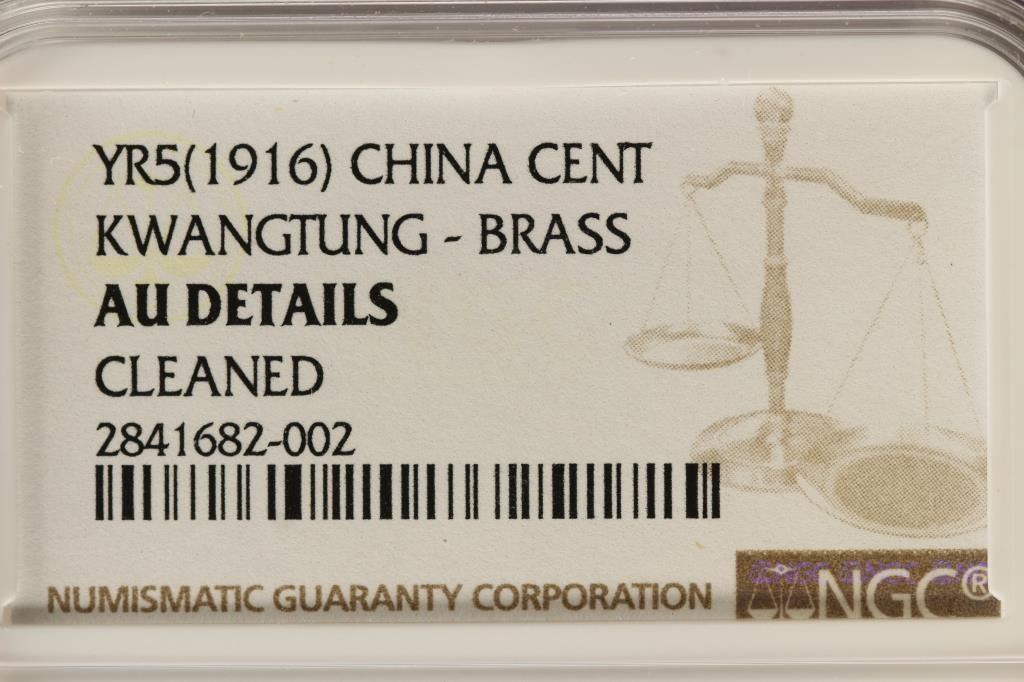 YR5(1916) CHINA CENT
KWANGTUNG - BRASS
AU DETAILS
CLEANED
2841682-002
NUMISMATIC GUARANTY CORPORATION
NGC®